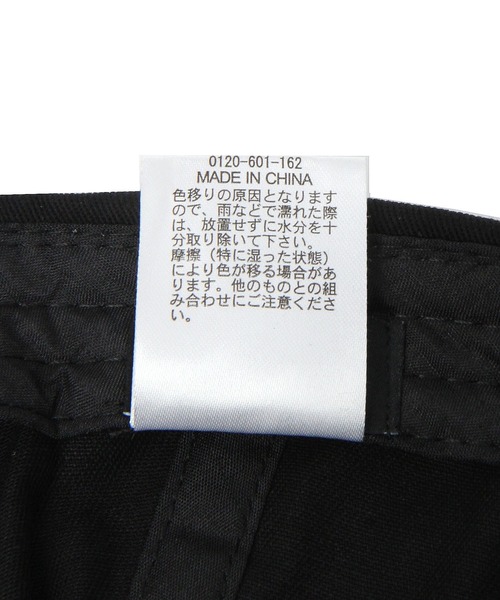 0120-601-162
MADE IN CHINA
色移りの原因となります
ので、雨などで濡れた際
は、放置せずに水分を十
分取り除いて下さい。
摩擦（特に湿った状態）
により色が移る場合があ
ります。他のものとの組
み合わせにご注意くださ
い。